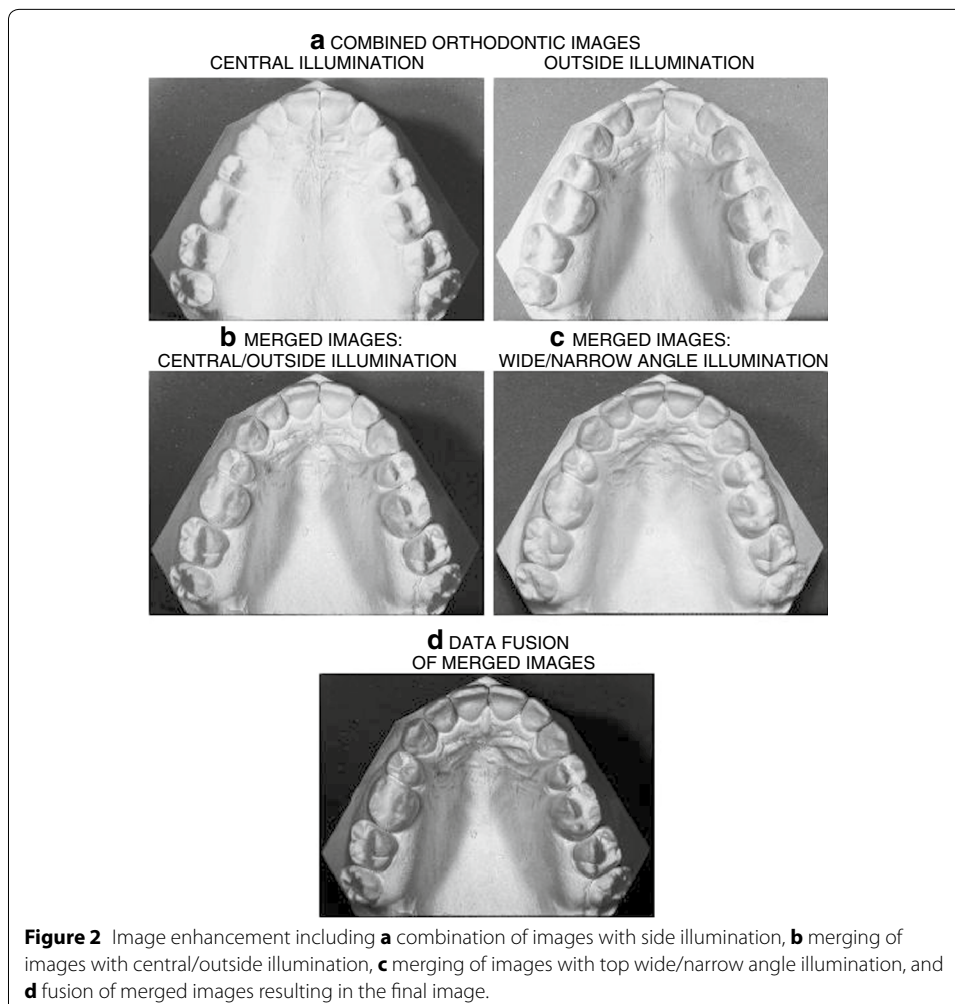 a COMBINED ORTHODONTIC IMAGES
CENTRAL ILLUMINATION OUTSIDE ILLUMINATION
b MERGED IMAGES:
CENTRAL/OUTSIDE ILLUMINATION
c MERGED IMAGES:
WIDE/NARROW ANGLE ILLUMINATION
d DATA FUSION
OF MERGED IMAGES
Figure 2 Image enhancement including a combination of images with side illumination, b merging of
images with central/outside illumination, c merging of images with top wide/narrow angle illumination, and
d fusion of merged images resulting in the final image.